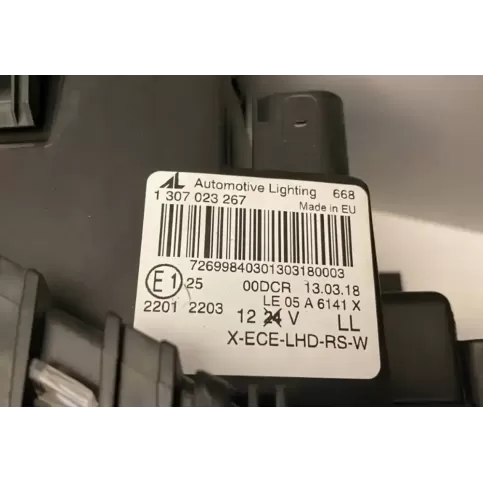 AL Automotive Lighting 668
1 307 023 267 Made in EU
72699840301303180003
E1 25 00DCR 13.03.18
LE 05 A 6141 X
2201 2203 12 24 V LL
X-ECE-LHD-RS-W